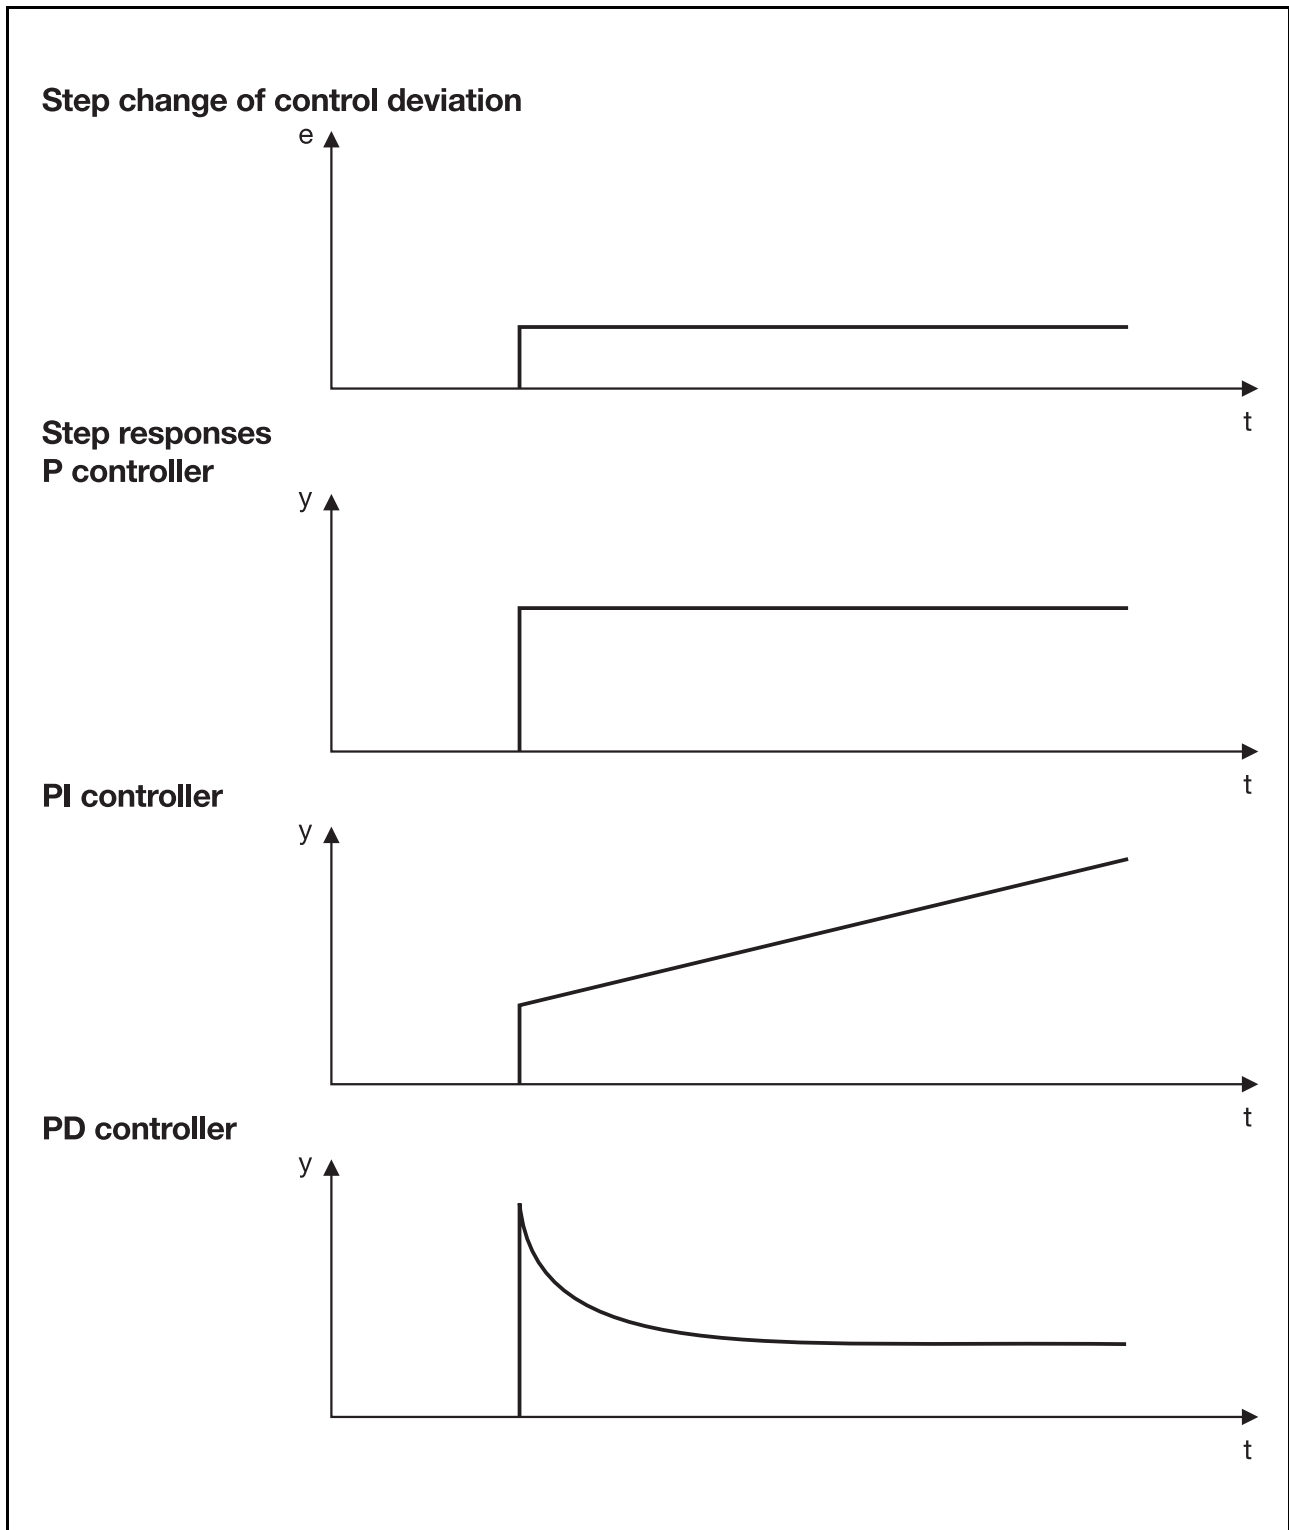 Step change of control deviation
e
t
Step responses
P controller
y
t
PI controller
y
t
PD controller
y
t